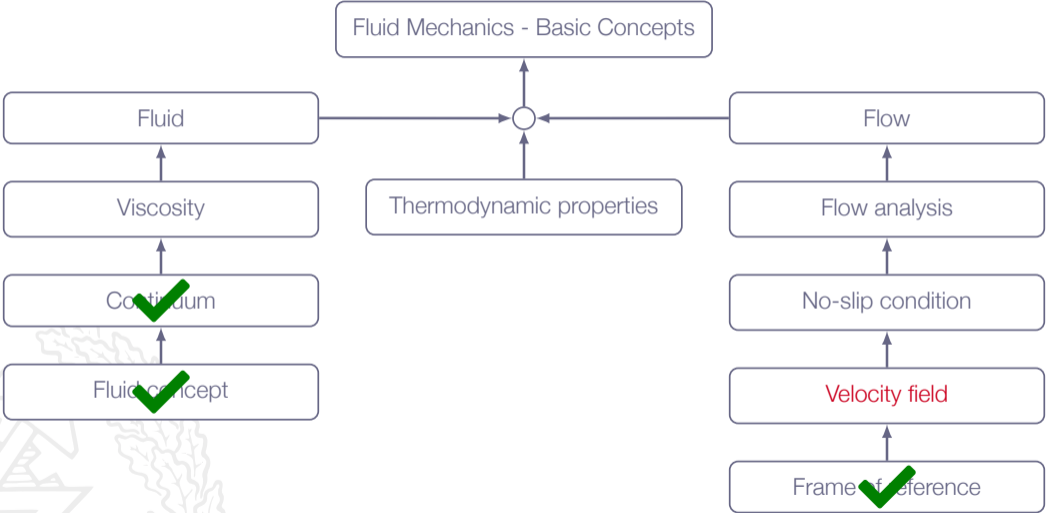 Fluid Mechanics - Basic Concepts
Fluid
Flow
Viscosity
Thermodynamic properties
Flow analysis
Continuum
No-slip condition
Fluid concept
Velocity field
Frame of reference